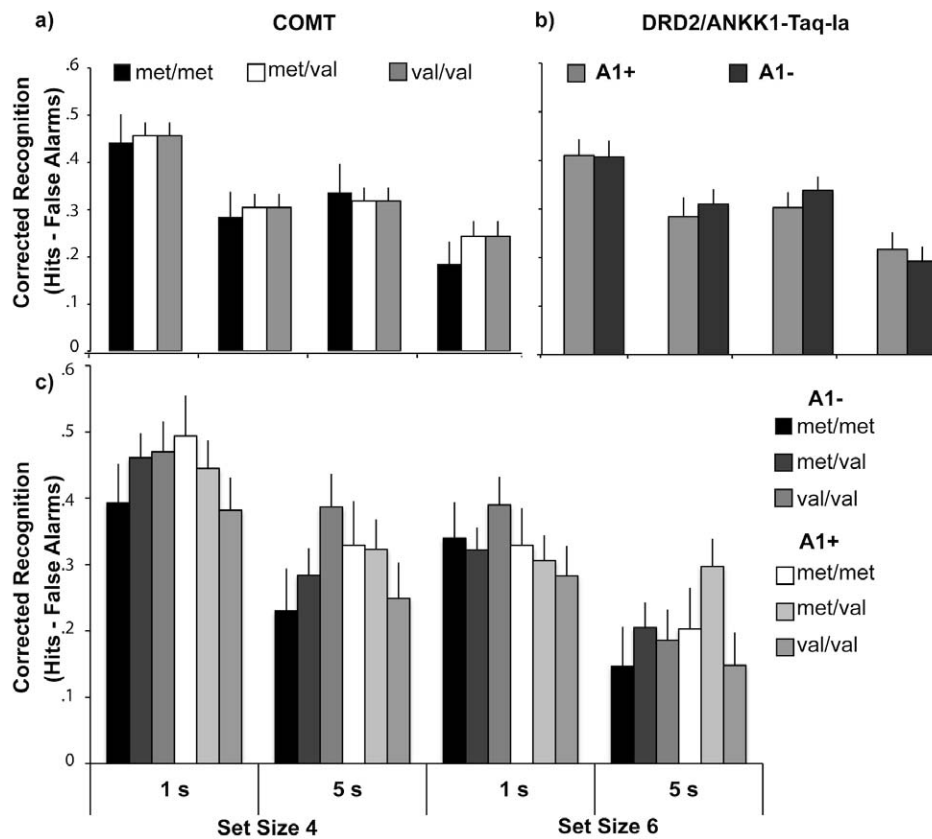 a) COMT b) DRD2/ANKK1-Taq-Ia
.6 met/met met/val val/val A1+ A1-
.5
.4
.3
.2
.1
0
Corrected Recognition
(Hits - False Alarms)
c)
.6
.5
.4
.3
.2
.1
0
Corrected Recognition
(Hits - False Alarms)
A1-
met/met
met/val
val/val
A1+
met/met
met/val
val/val
1 s 5 s 1 s 5 s
Set Size 4 Set Size 6